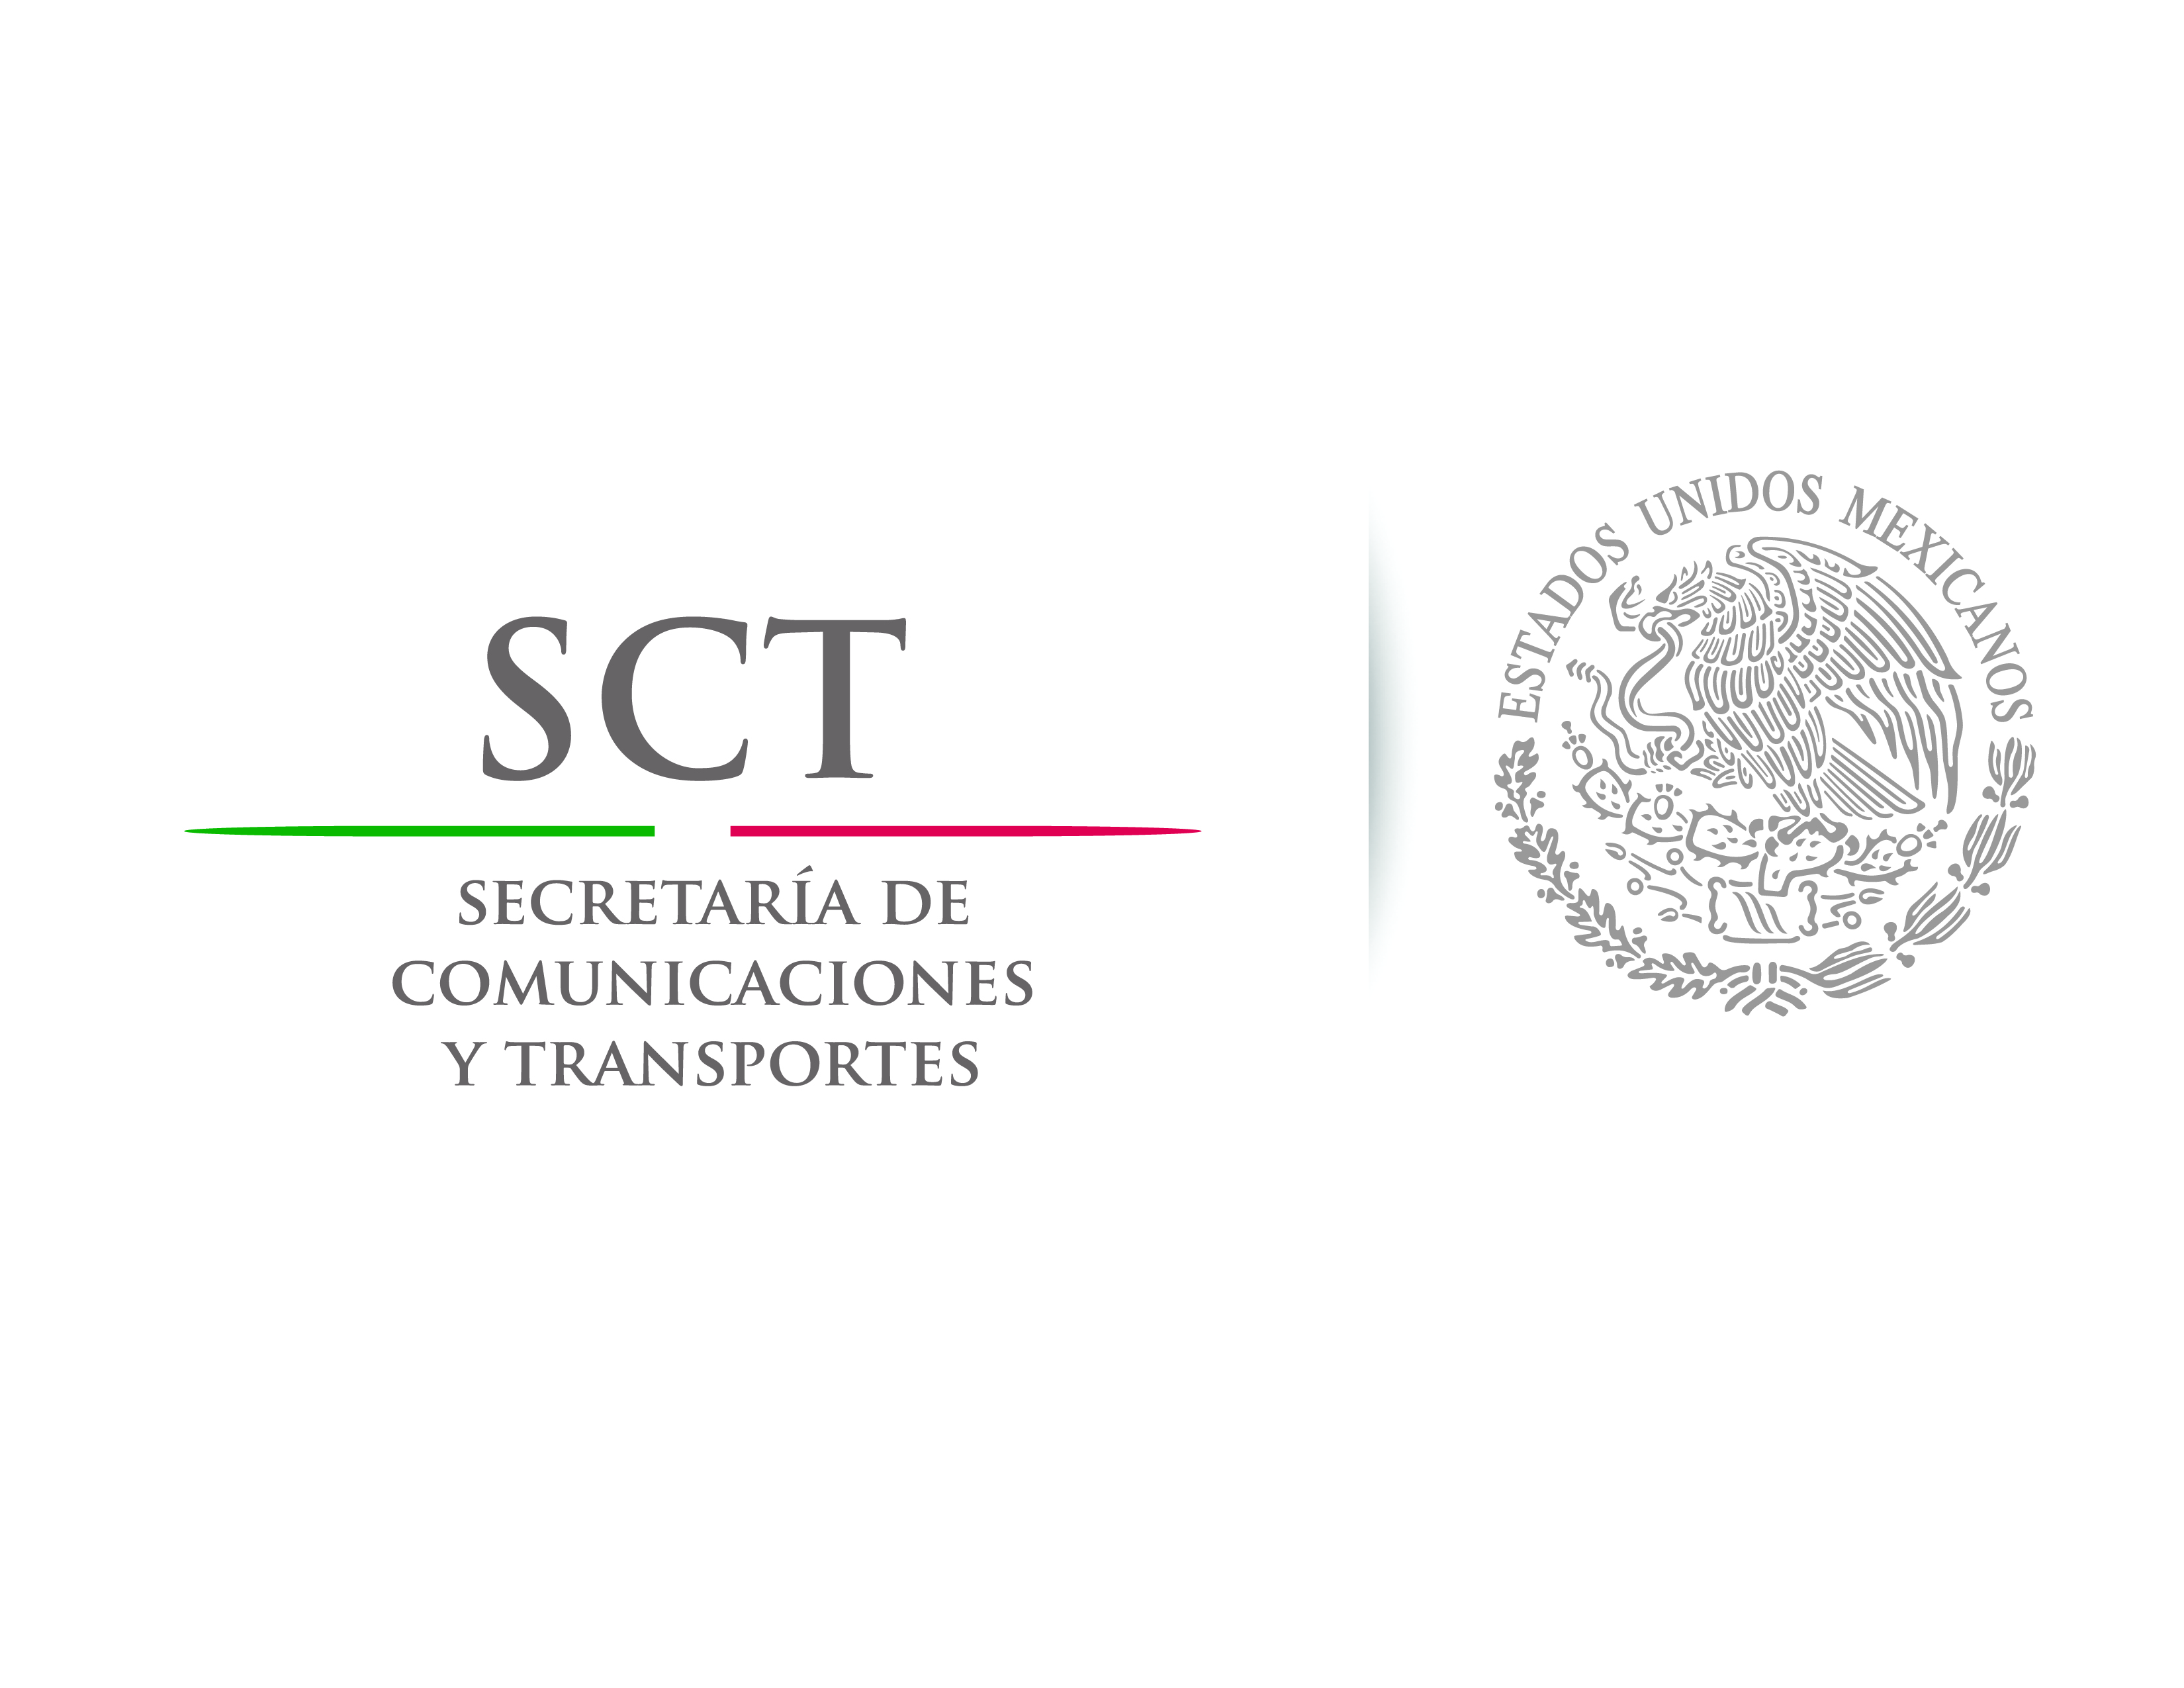 SCT
SECRETARÍA DE
COMUNICACIONES
Y TRANSPORTES
ESTADOS UNIDOS MEXICANOS